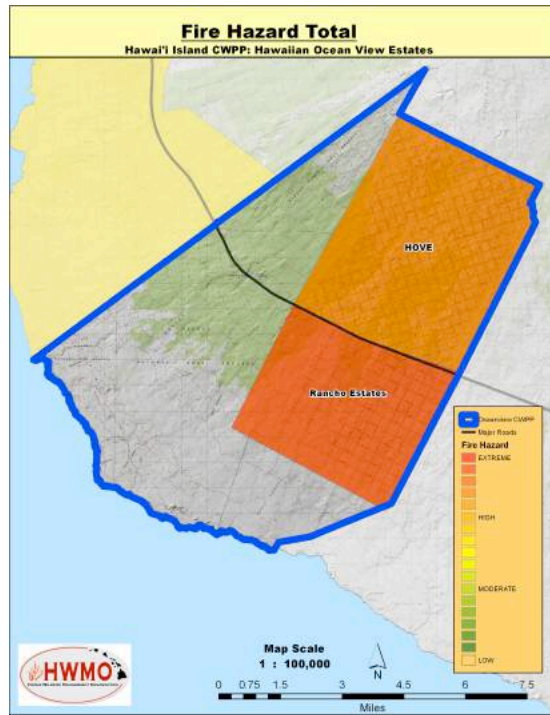 Fire Hazard Total
Hawai'i Island CWPP: Hawaiian Ocean View Estates
HOVE
Rancho Estates
Oceanview CWPP
Major Roads
Fire Hazard
EXTREME
HIGH
MODERATE
LOW
Map Scale
1 : 100,000
N
0 0.75 1.5 3 4.5 6 7.5
Miles
HWMO